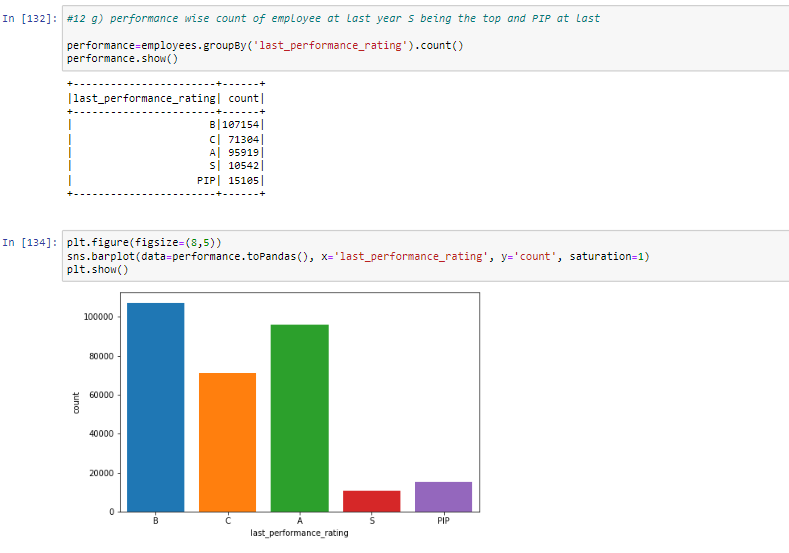 In [132]: #12 g) performance wise count of employee at last year S being the top and PIP at last
performance=employees.groupBy('last_performance_rating').count()
performance.show()
+-----------------------+------+
|last_performance_rating| count|
+-----------------------+------+
|                      B|107154|
|                      C| 71304|
|                      A| 95919|
|                      S| 10542|
|                    PIP| 15105|
+-----------------------+------+
In [134]: plt.figure(figsize=(8,5))
sns.barplot(data=performance.toPandas(), x='last_performance_rating', y='count', saturation=1)
plt.show()
100000
80000
60000
40000
20000
0
count
B C A S PIP
last_performance_rating